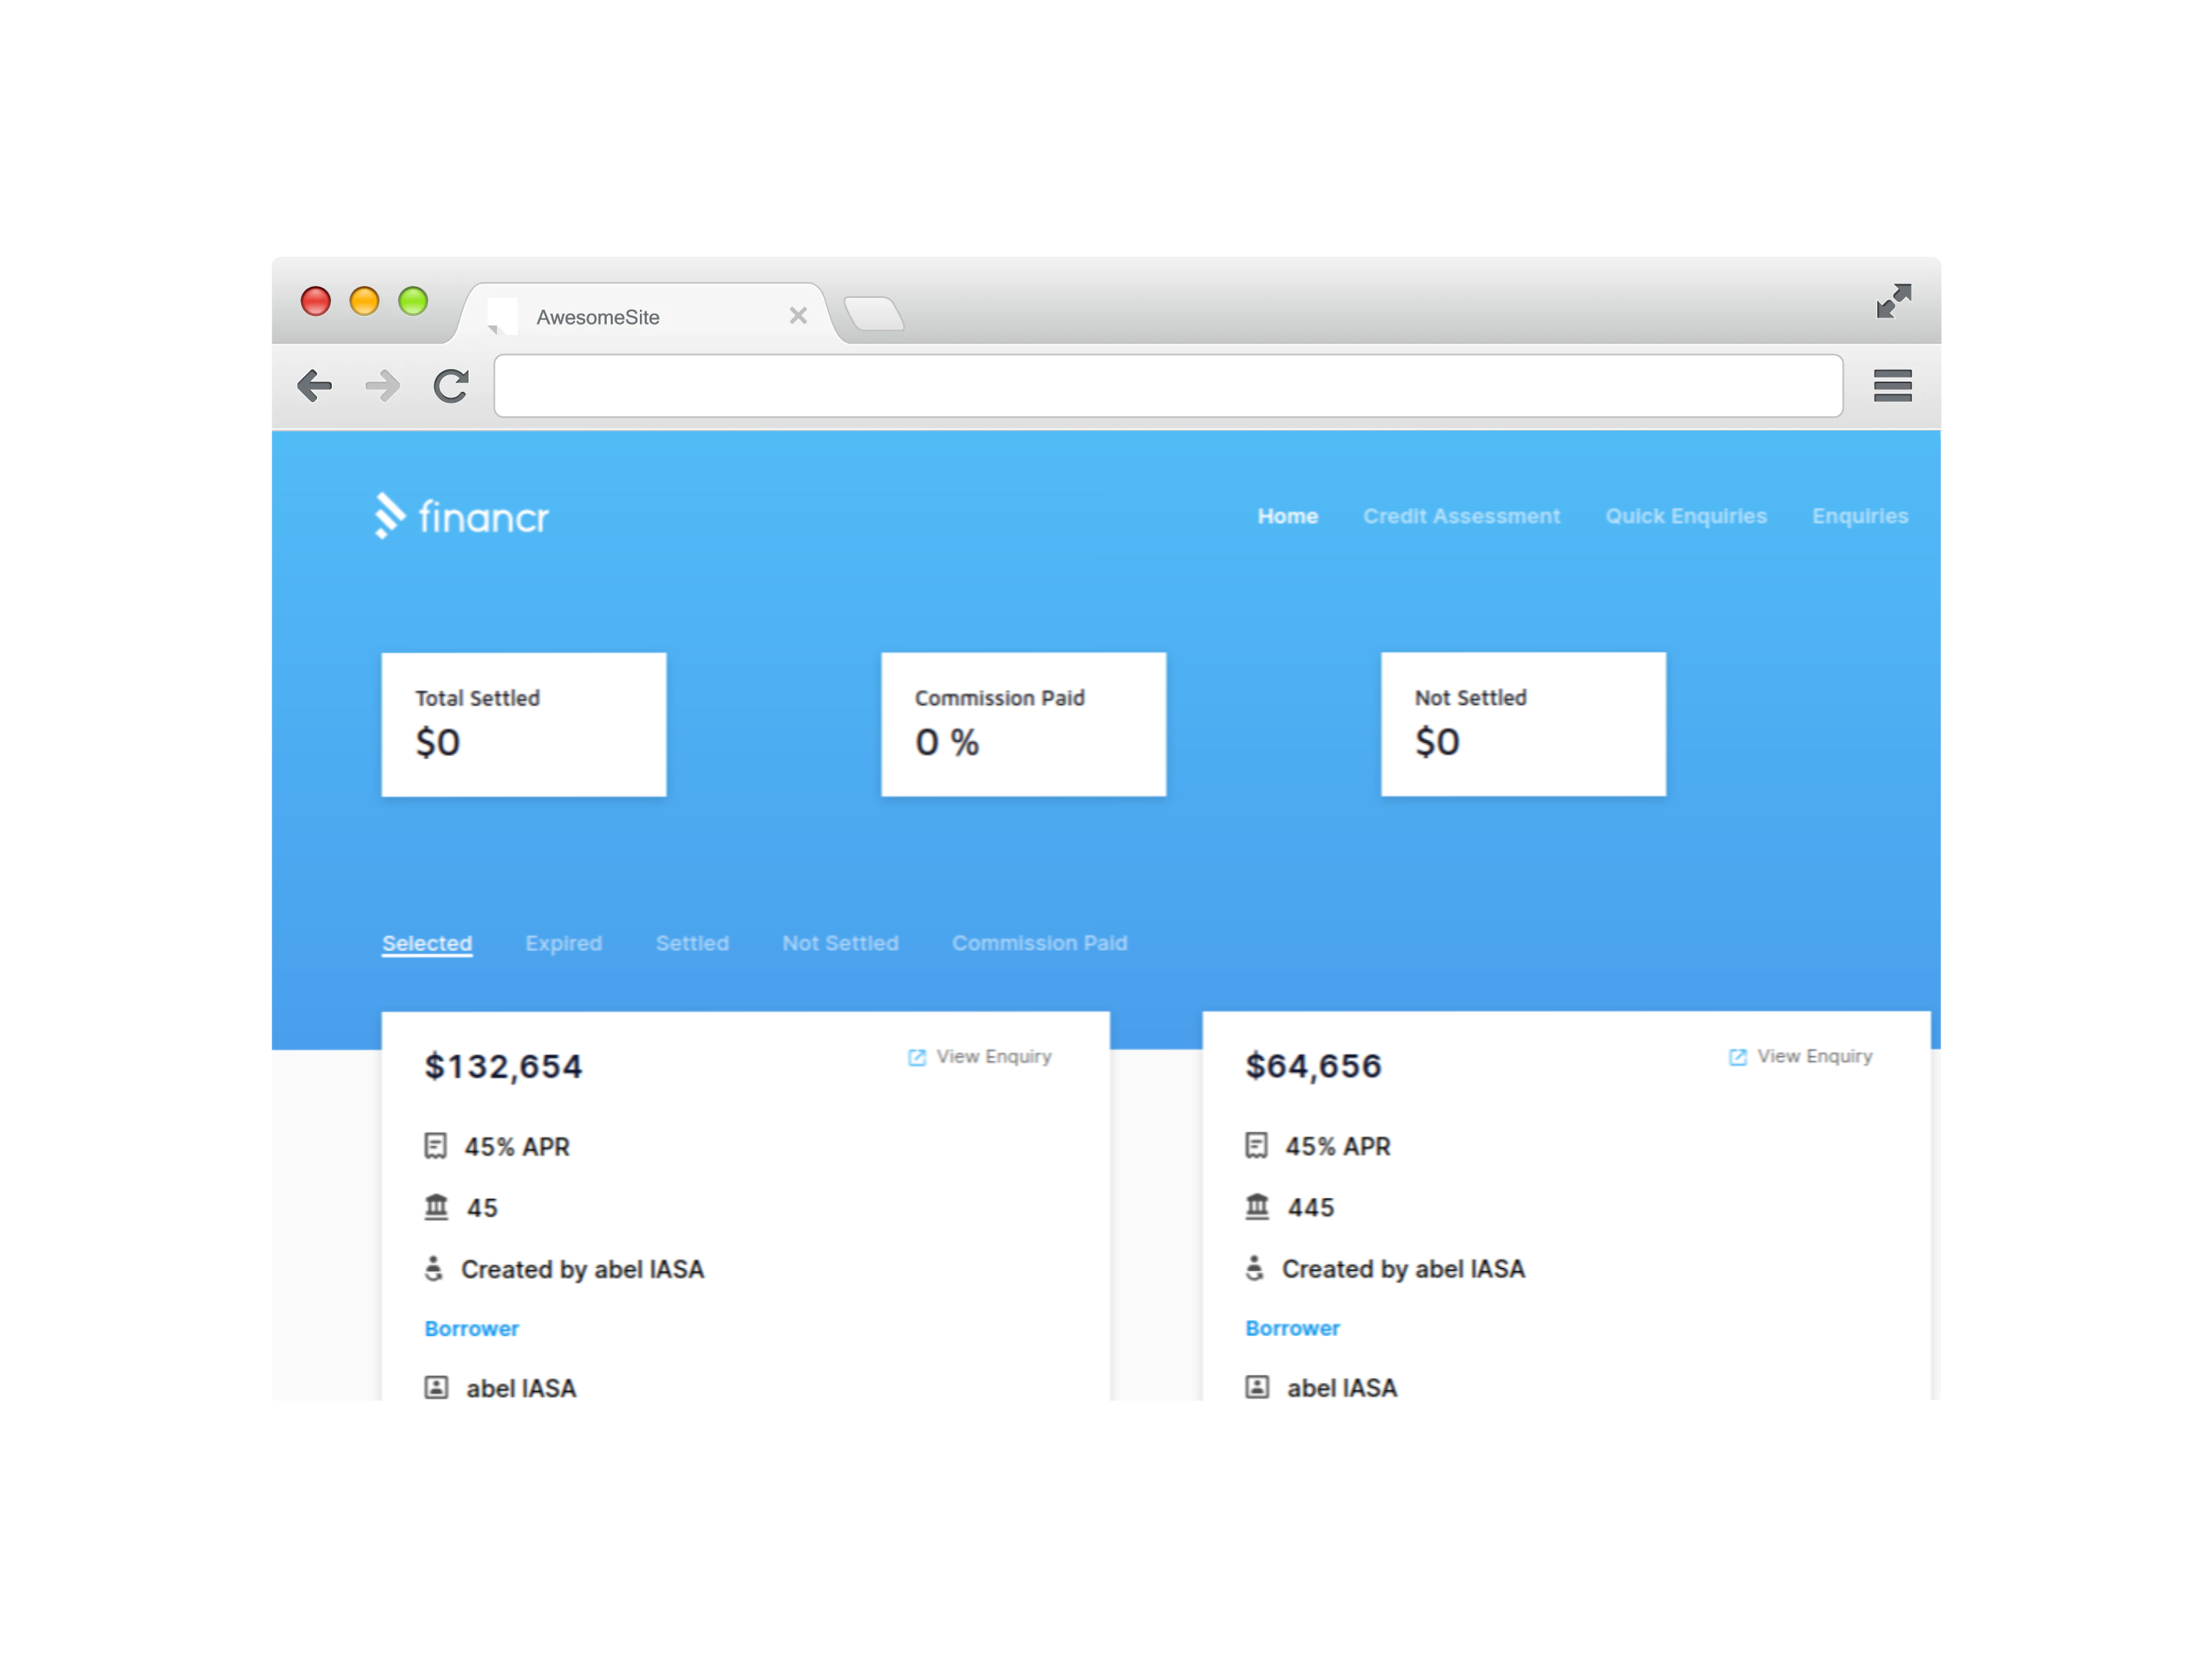 AwesomeSite
financr
Home Credit Assessment Quick Enquiries Enquiries
Total Settled
$0
Commission Paid
0 %
Not Settled
$0
Selected Expired Settled Not Settled Commission Paid
$132,654
View Enquiry
45% APR
45
Created by abel IASA
Borrower
abel IASA
$64,656
View Enquiry
45% APR
445
Created by abel IASA
Borrower
abel IASA